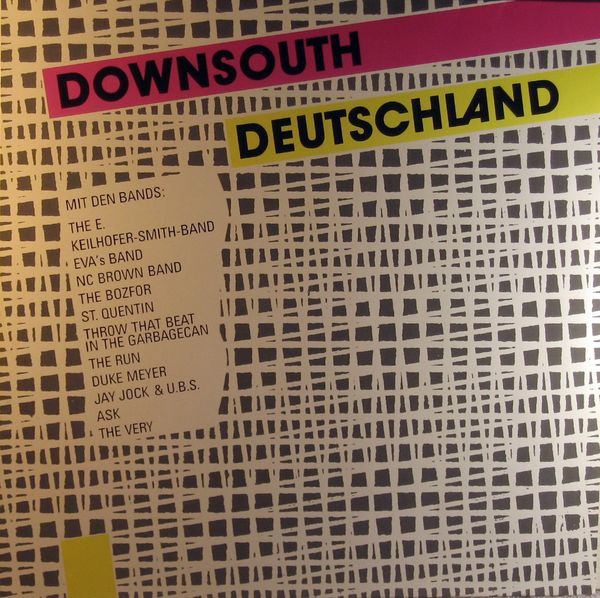 DOWNSOUTH
DEUTSCHLAND
MIT DEN BANDS:
THE E.
KEILHOFER-SMITH-BAND
EVA's BAND
NC BROWN BAND
THE BOZFOR
ST. QUENTIN
THROW THAT BEAT
IN THE GARBAGECAN
THE RUN
DUKE MEYER
JAY JOCK & U.B.S.
ASK
THE VERY